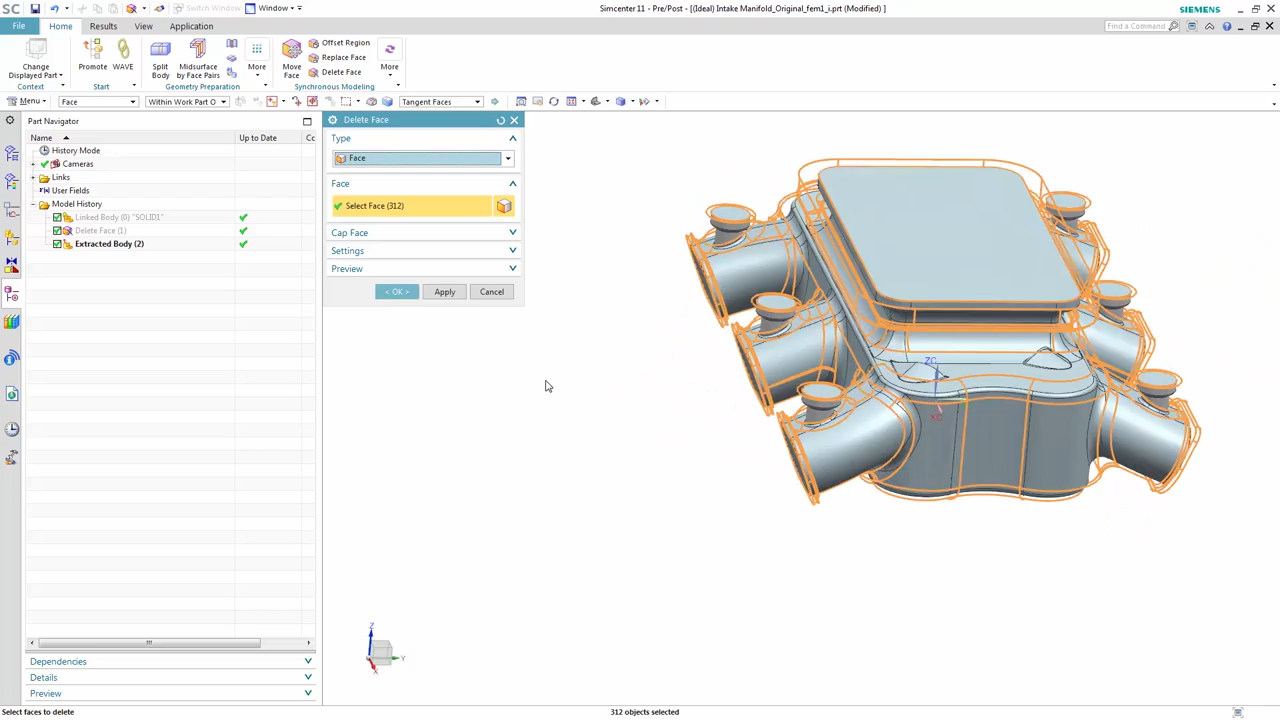 SC Switch Window Window Simcenter 11 - Pre/Post - [(Ideal) Intake Manifold_Original_fem1_i.prt (Modified) ] SIEMENS
File Home Results View Application Find a Command
Change Displayed Part
Promote
WAVE
Split Body
Midsurface by Face Pairs
More
Move Face
Offset Region
Replace Face
Delete Face
More
Context Start Geometry Preparation Synchronous Modeling
Menu Face Within Work Part O Tangent Faces
Part Navigator
Name Up to Date Cc
History Mode
Cameras
Links
User Fields
Model History
Linked Body (0) "SOLID1"
Delete Face (1)
Extracted Body (2)
Dependencies
Details
Preview
Delete Face
Type
Face
Face
Select Face (312)
Cap Face
Settings
Preview
< OK > Apply Cancel
ZC
XC
Z
Y
X
Select faces to delete 312 objects selected